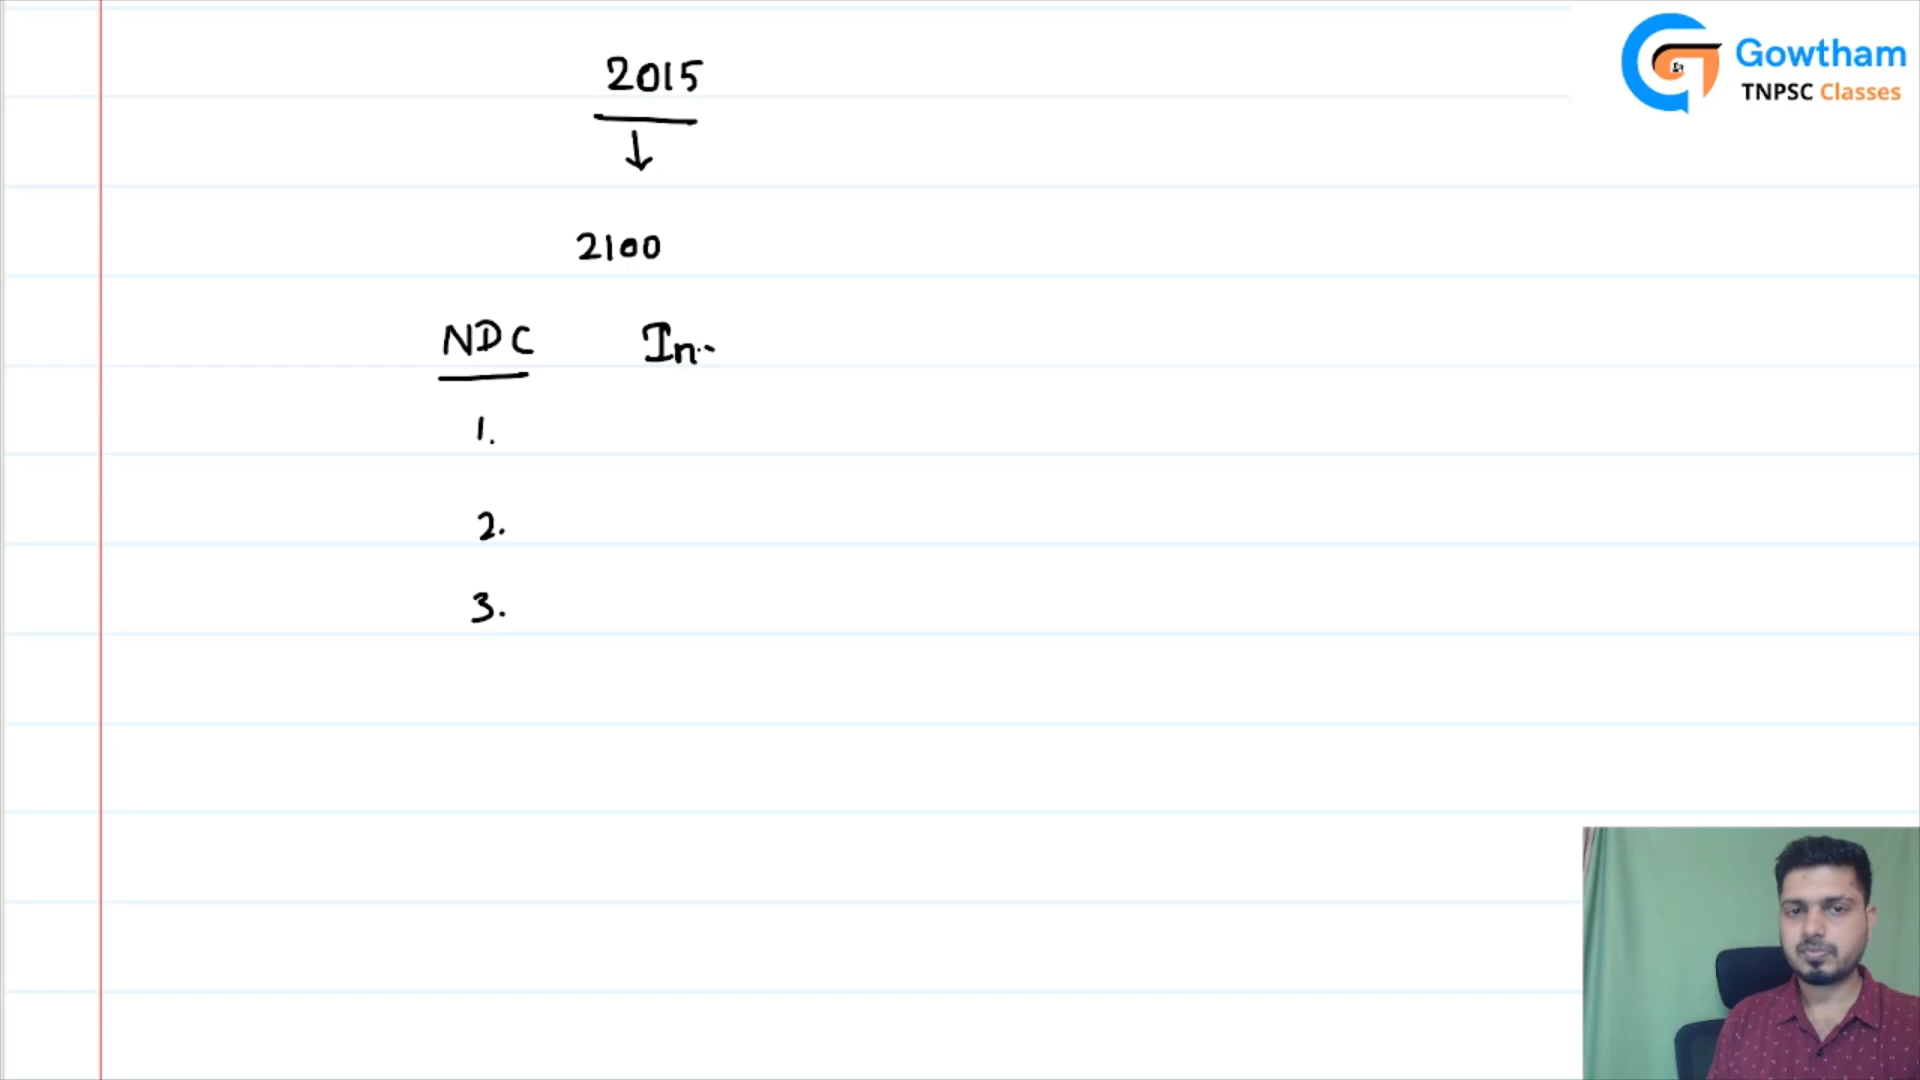 2015
Gowtham
TNPSC Classes
2100
NDC In..
1.
2.
3.